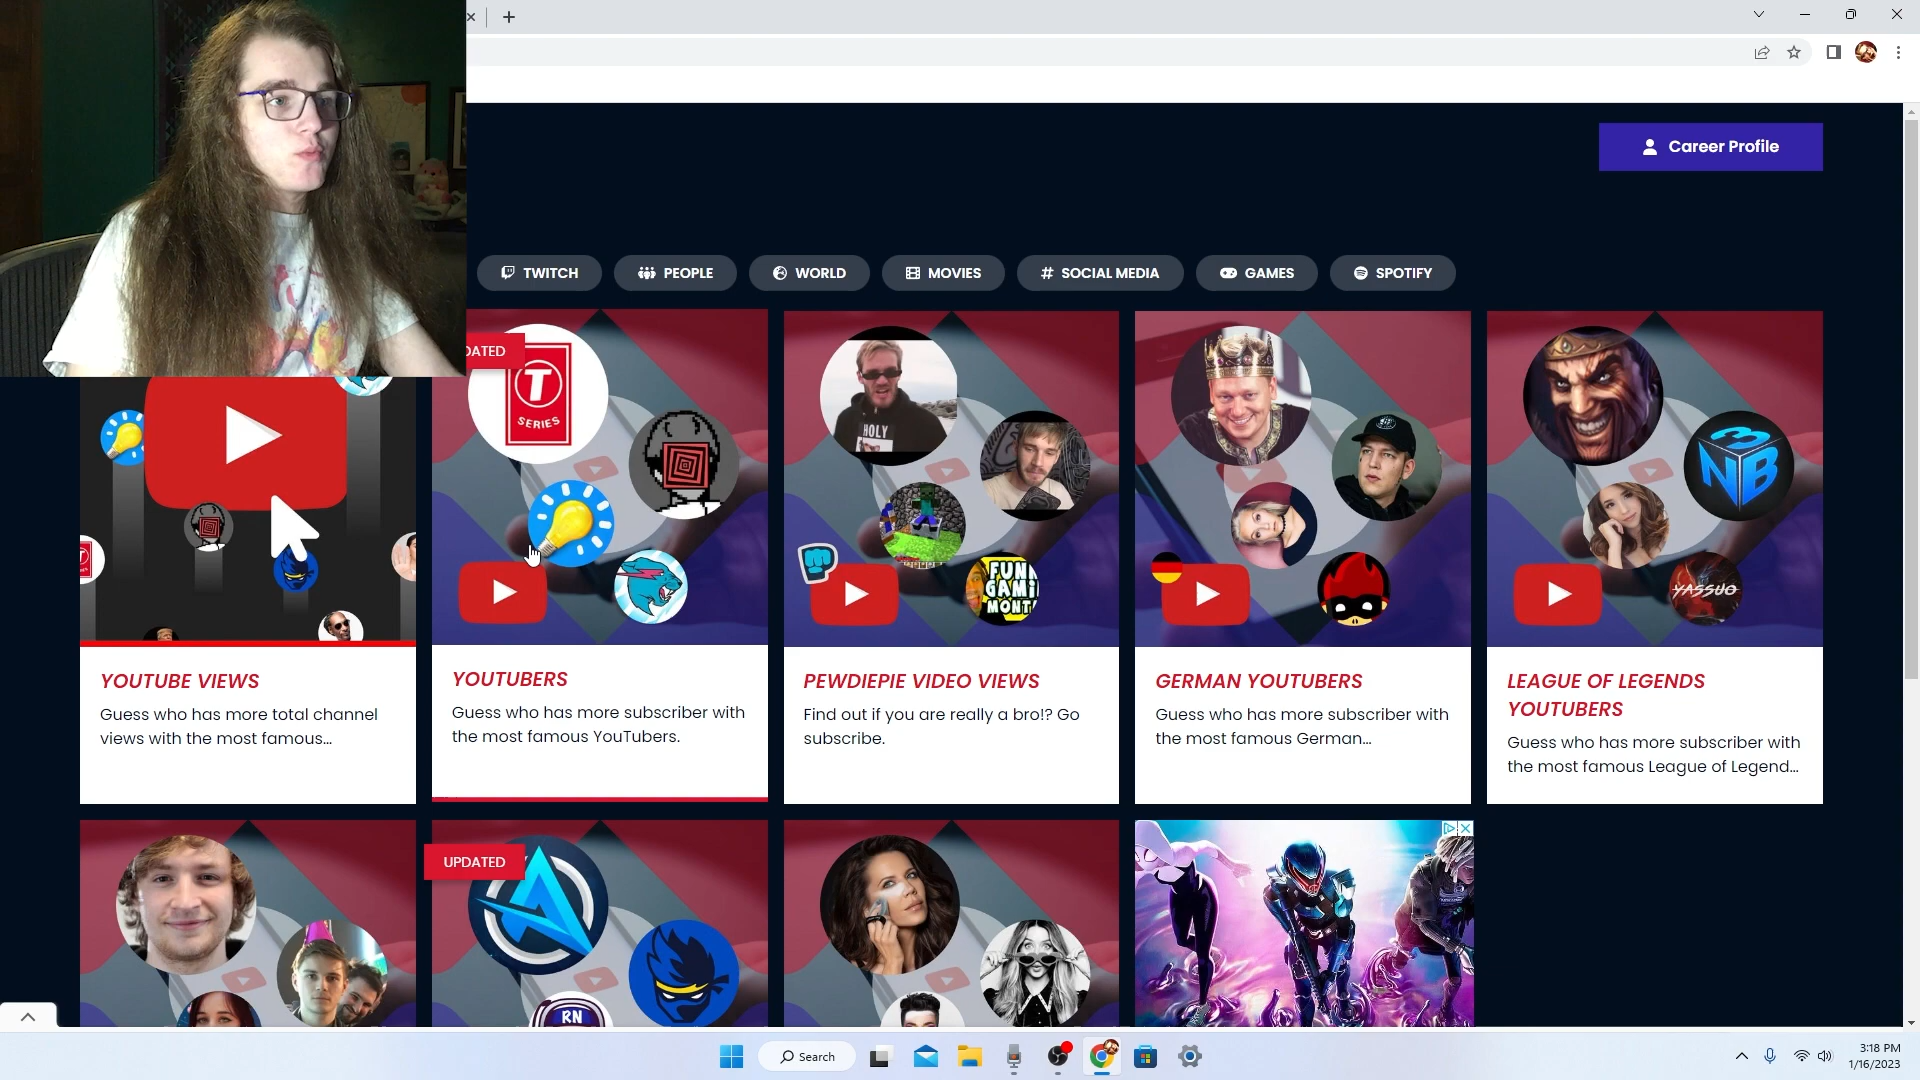 Career Profile
TWITCH
PEOPLE
WORLD
MOVIES
# SOCIAL MEDIA
GAMES
SPOTIFY
DATED
T
SERIES
HOLY
3
NB
FUNN
GAMI
MONT
YASSUO
YOUTUBE VIEWS
Guess who has more total channel
views with the most famous...
YOUTUBERS
Guess who has more subscriber with
the most famous YouTubers.
PEWDIEPIE VIDEO VIEWS
Find out if you are really a bro!? Go
subscribe.
GERMAN YOUTUBERS
Guess who has more subscriber with
the most famous German...
LEAGUE OF LEGENDS
YOUTUBERS
Guess who has more subscriber with
the most famous League of Legend...
UPDATED
RN
Search
3:18 PM
1/16/2023